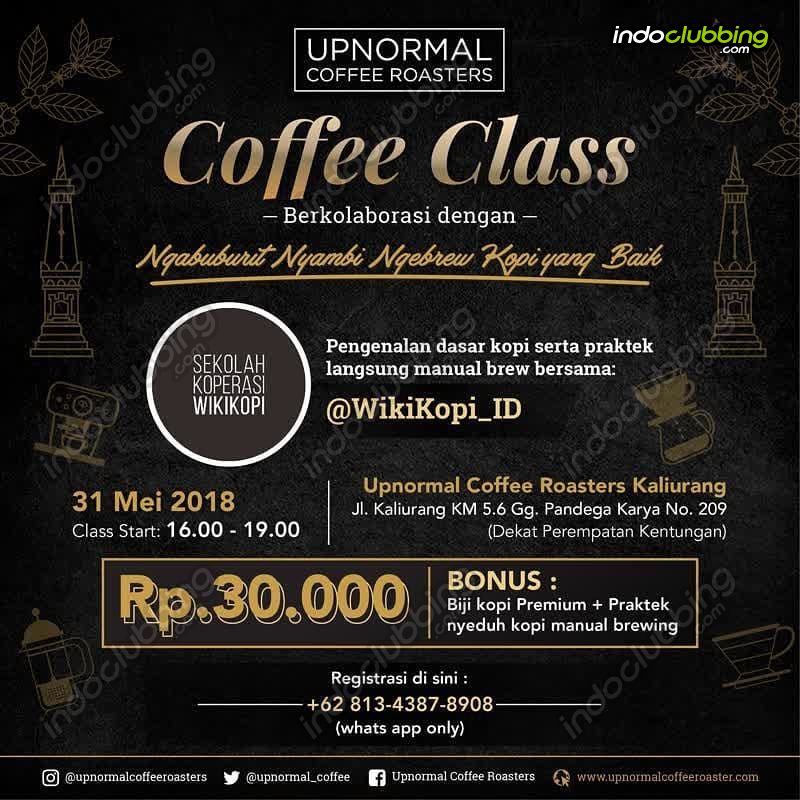 indoclubbing
.com
UPNORMAL
COFFEE ROASTERS
Coffee Class
– Berkolaborasi dengan –
Ngabuburit Nyambi Ngebrew Kopi yang Baik
SEKOLAH
KOPERASI
WIKIKOPI
Pengenalan dasar kopi serta praktek
langsung manual brew bersama:
@WikiKopi_ID
31 Mei 2018
Class Start: 16.00 - 19.00
Upnormal Coffee Roasters Kaliurang
Jl. Kaliurang KM 5.6 Gg. Pandega Karya No. 209
(Dekat Perempatan Kentungan)
Rp.30.000
BONUS :
Biji kopi Premium + Praktek
nyeduh kopi manual brewing
Registrasi di sini :
+62 813-4387-8908
(whats app only)
@upnormalcoffeeroasters @upnormal_coffee Upnormal Coffee Roasters www.upnormalcoffeeroaster.com